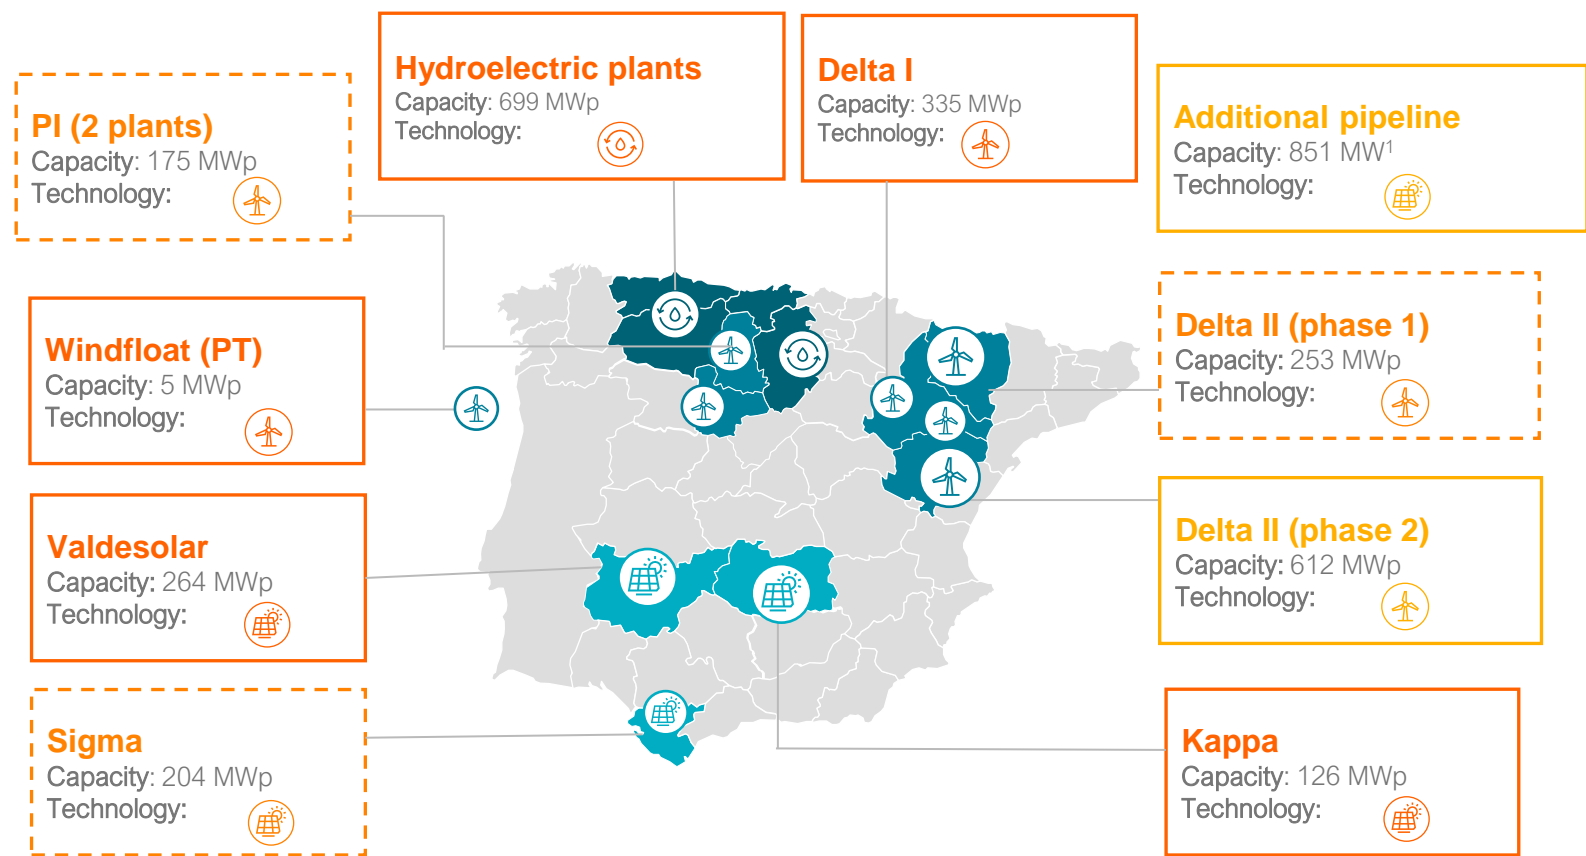 Hydroelectric plants
Capacity: 699 MWp
Technology:
Delta I
Capacity: 335 MWp
Technology:
PI (2 plants)
Capacity: 175 MWp
Technology:
Additional pipeline
Capacity: 851 MW¹
Technology:
Windfloat (PT)
Capacity: 5 MWp
Technology:
Delta II (phase 1)
Capacity: 253 MWp
Technology:
Valdesolar
Capacity: 264 MWp
Technology:
Delta II (phase 2)
Capacity: 612 MWp
Technology:
Sigma
Capacity: 204 MWp
Technology:
Kappa
Capacity: 126 MWp
Technology: